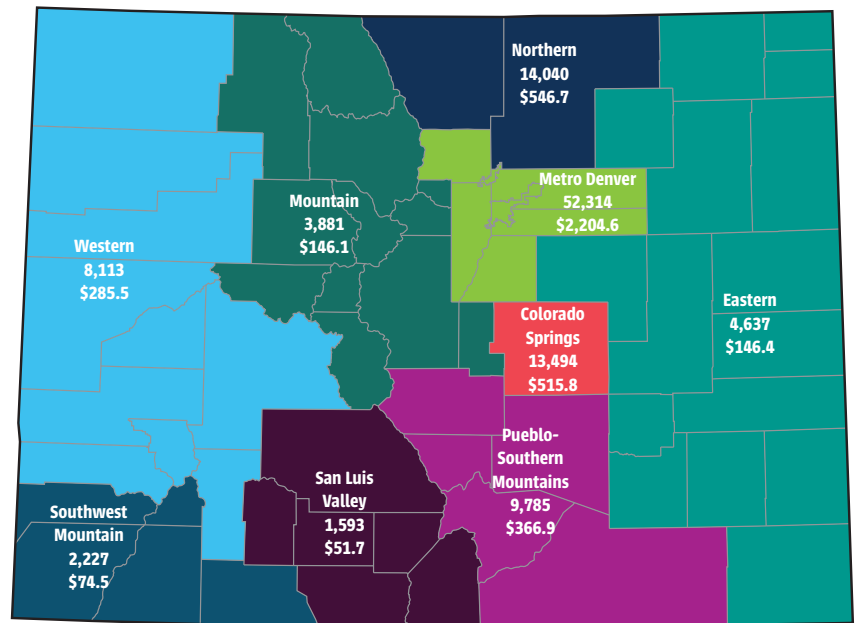 Northern
14,040
$546.7
Metro Denver
52,314
$2,204.6
Mountain
3,881
$146.1
Western
8,113
$285.5
Eastern
4,637
$146.4
Colorado
Springs
13,494
$515.8
Pueblo-
Southern
Mountains
9,785
$366.9
San Luis
Valley
1,593
$51.7
Southwest
Mountain
2,227
$74.5